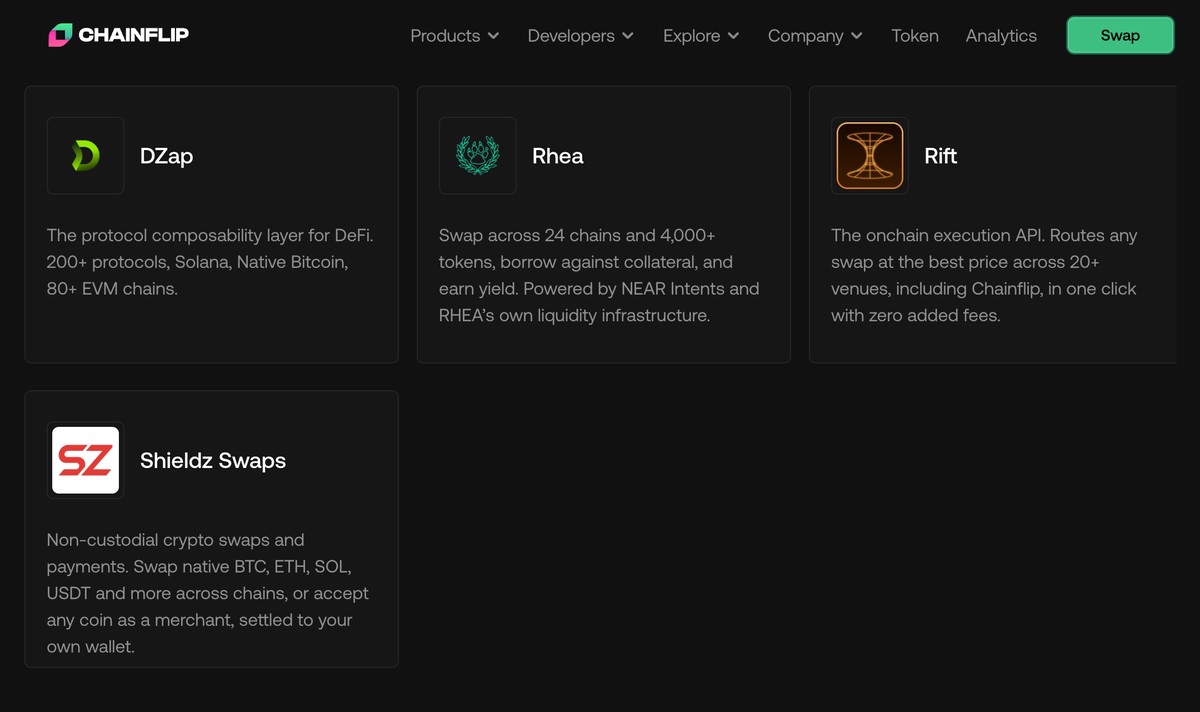 CHAINFLIP
Products
Developers
Explore
Company
Token
Analytics
Swap
DZap
The protocol composability layer for DeFi.
200+ protocols, Solana, Native Bitcoin,
80+ EVM chains.
Rhea
Swap across 24 chains and 4,000+
tokens, borrow against collateral, and
earn yield. Powered by NEAR Intents and
RHEA’s own liquidity infrastructure.
Rift
The onchain execution API. Routes any
swap at the best price across 20+
venues, including Chainflip, in one click
with zero added fees.
SZ
Shieldz Swaps
Non-custodial crypto swaps and
payments. Swap native BTC, ETH, SOL,
USDT and more across chains, or accept
any coin as a merchant, settled to your
own wallet.